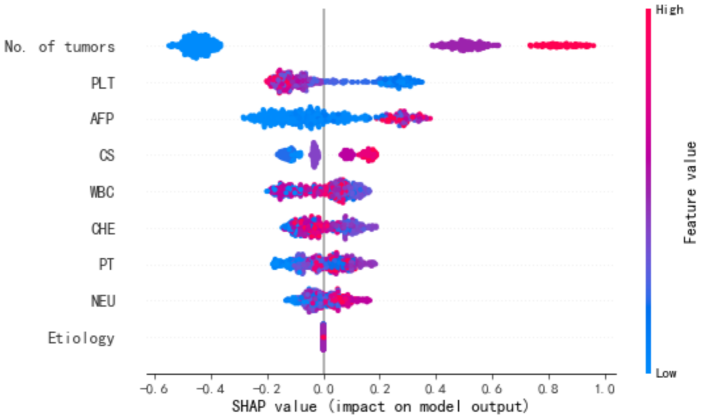 High
No. of tumors
PLT
AFP
CS
WBC
CHE
PT
NEU
Etiology
Feature value
Low
-0.6 -0.4 -0.2 0.0 0.2 0.4 0.6 0.8 1.0
SHAP value (impact on model output)